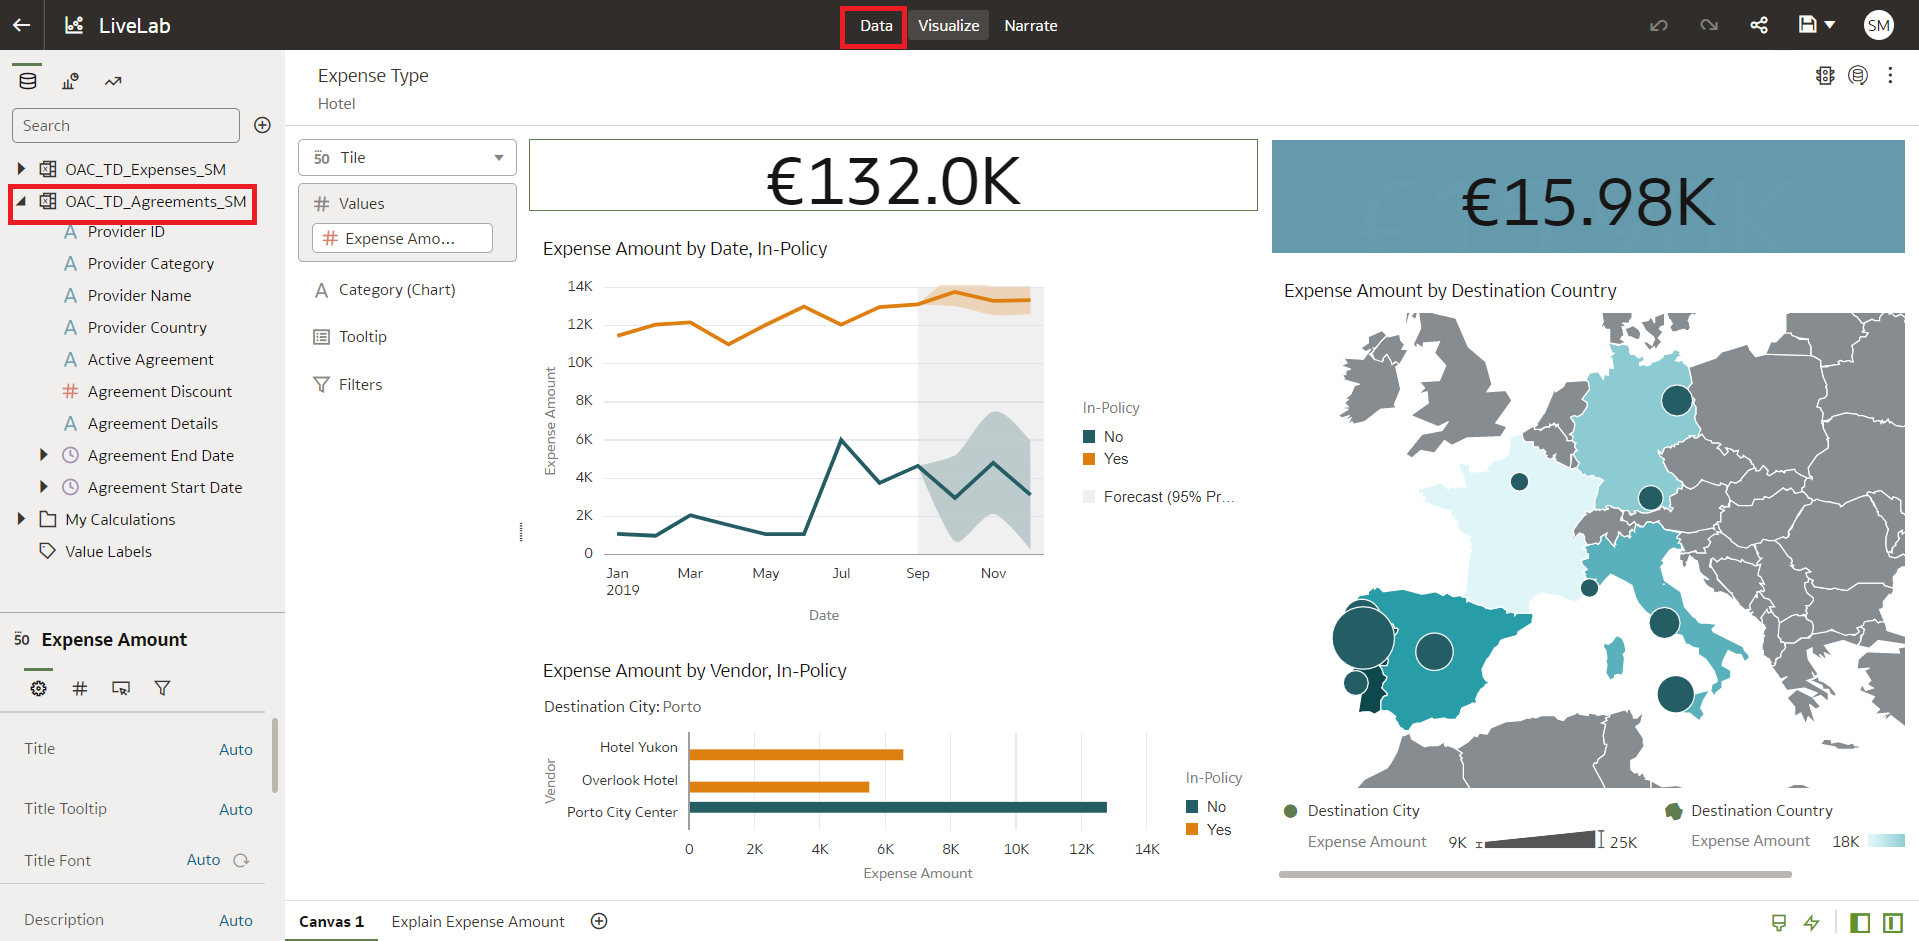 LiveLab
Data
Visualize
Narrate
SM
Search
OAC_TD_Expenses_SM
OAC_TD_Agreements_SM
Provider ID
Provider Category
Provider Name
Provider Country
Active Agreement
Agreement Discount
Agreement Details
Agreement End Date
Agreement Start Date
My Calculations
Value Labels
50 Expense Amount
Title Auto
Title Tooltip Auto
Title Font Auto
Description Auto
Expense Type
Hotel
50 Tile
Values
Expense Amo...
Category (Chart)
Tooltip
Filters
€132.0K
€15.98K
Expense Amount by Date, In-Policy
Expense Amount
14K
12K
10K
8K
6K
4K
2K
0
Jan Mar May Jul Sep Nov
2019
Date
In-Policy
No
Yes
Forecast (95% Pr...
Expense Amount by Vendor, In-Policy
Destination City: Porto
Vendor
Hotel Yukon
Overlook Hotel
Porto City Center
0 2K 4K 6K 8K 10K 12K 14K
Expense Amount
In-Policy
No
Yes
Expense Amount by Destination Country
Destination City
Expense Amount 9K 25K
Destination Country
Expense Amount 18K
Canvas 1
Explain Expense Amount